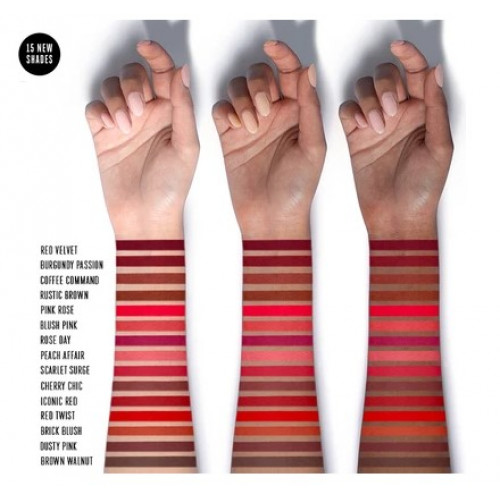 15 NEW
SHADES
RED VELVET
BURGUNDY PASSION
COFFEE COMMAND
RUSTIC BROWN
PINK ROSE
BLUSH PINK
ROSE DAY
PEACH AFFAIR
SCARLET SURGE
CHERRY CHIC
ICONIC RED
RED TWIST
BRICK BLUSH
DUSTY PINK
BROWN WALNUT